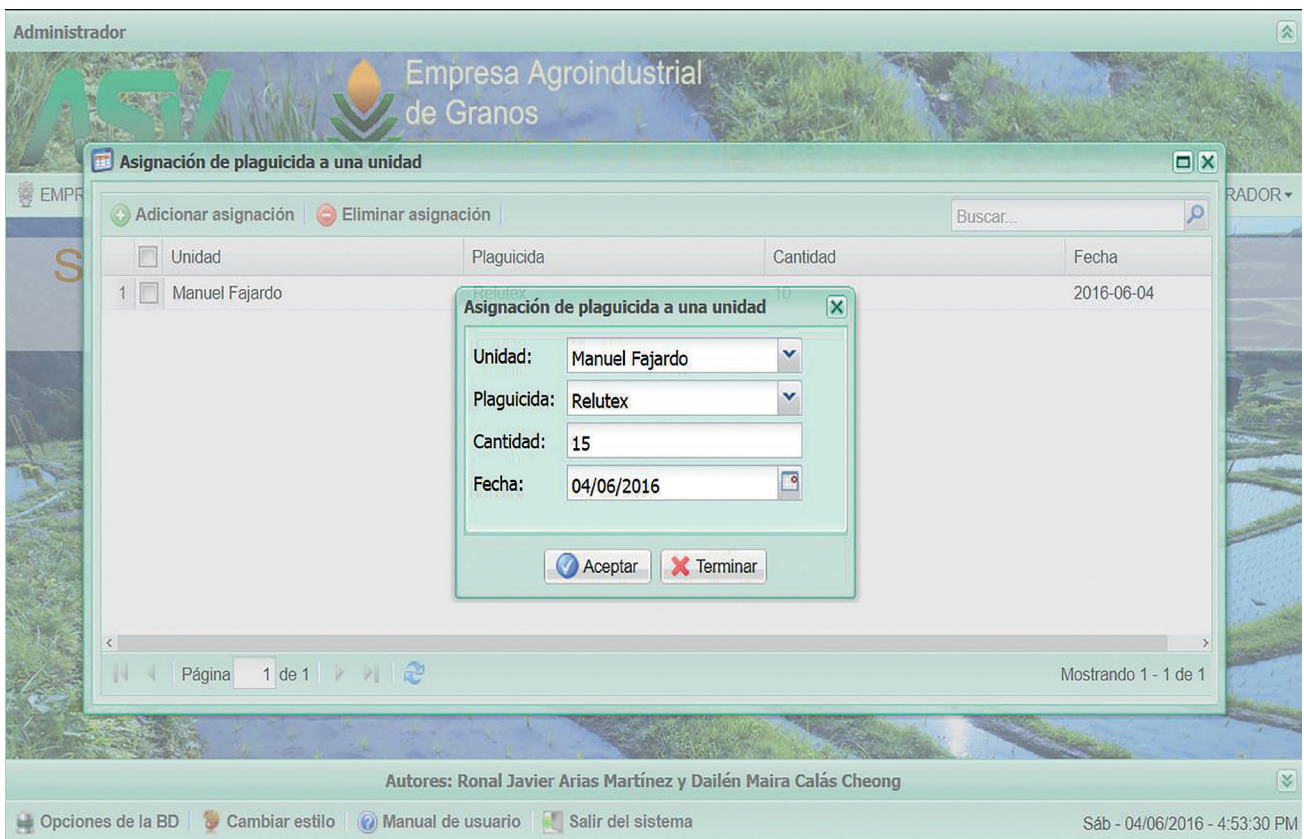 Administrador
ASV
Empresa Agroindustrial
de Granos
Asignación de plaguicida a una unidad
EMPR
RADOR
Adicionar asignación Eliminar asignación Buscar...
S
Unidad Plaguicida Cantidad Fecha
1 Manuel Fajardo Relutex 10 2016-06-04
Asignación de plaguicida a una unidad
Unidad: Manuel Fajardo
Plaguicida: Relutex
Cantidad: 15
Fecha: 04/06/2016
Aceptar Terminar
Página 1 de 1 Mostrando 1 - 1 de 1
Autores: Ronal Javier Arias Martínez y Dailén Maira Calás Cheong
Opciones de la BD Cambiar estilo Manual de usuario Salir del sistema Sáb - 04/06/2016 - 4:53:30 PM